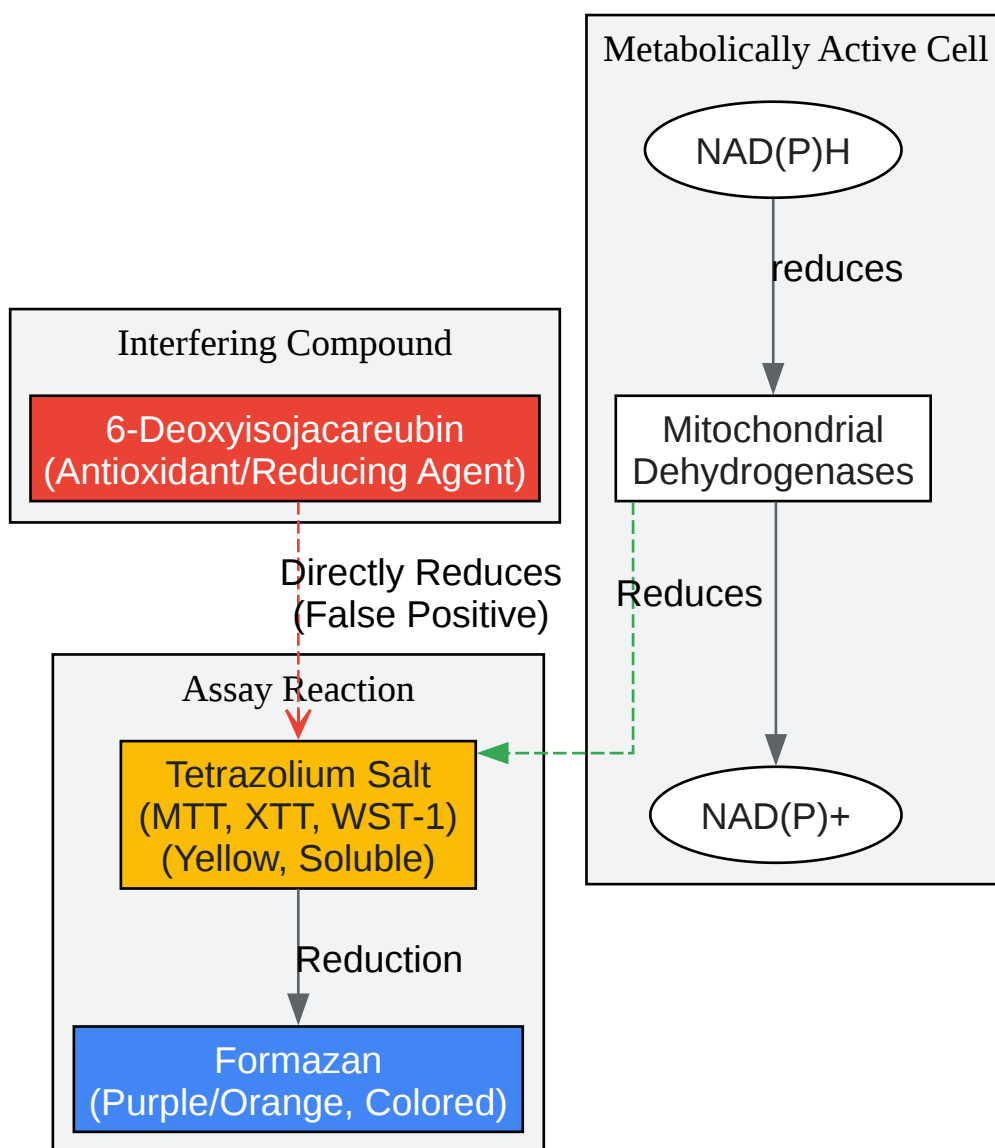 Metabolically Active Cell
NAD(P)H
reduces
Interfering Compound
6-Deoxyisojacareubin
(Antioxidant/Reducing Agent)
Mitochondrial
Dehydrogenases
Directly Reduces
(False Positive)
Reduces
Assay Reaction
Tetrazolium Salt
(MTT, XTT, WST-1)
(Yellow, Soluble)
NAD(P)+
Reduction
Formazan
(Purple/Orange, Colored)